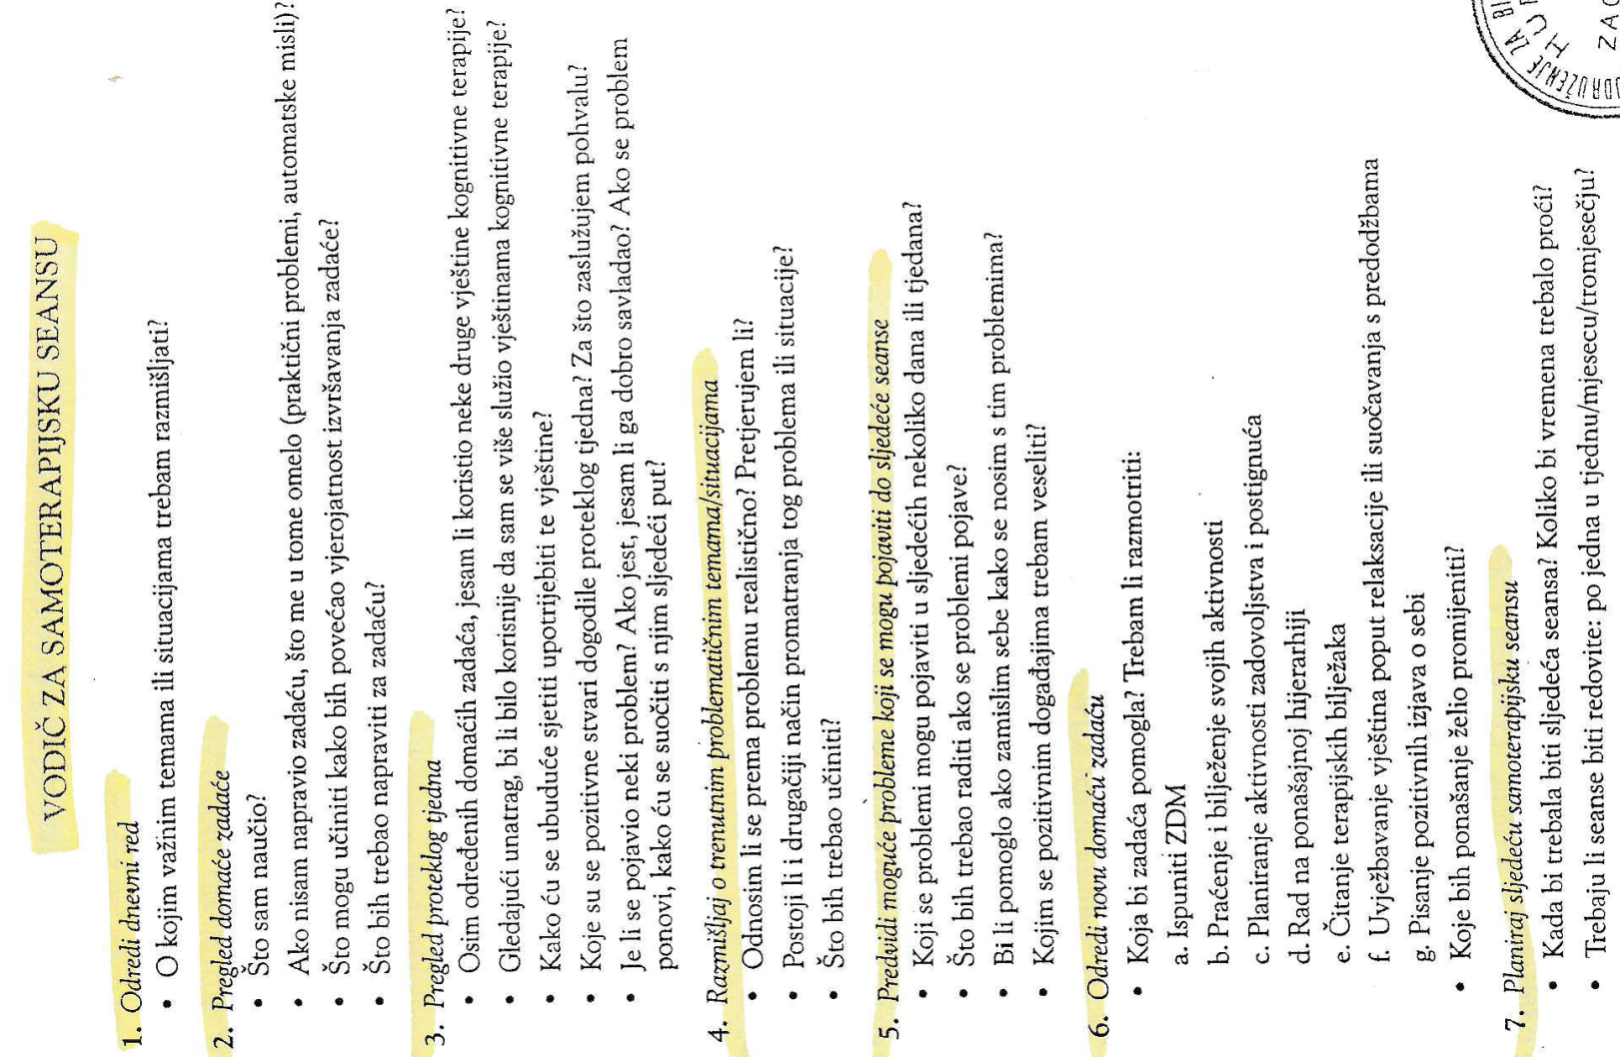 VODIČ ZA SAMOTERAPIJSKU SEANSU
1. Odredi dnevni red
• O kojim važnim temama ili situacijama trebam razmišljati?
2. Pregled domaće zadaće
• Što sam naučio?
• Ako nisam napravio zadaću, što me u tome omelo (praktični problemi, automatske misli)?
• Što mogu učiniti kako bih povećao vjerojatnost izvršavanja zadaće?
• Što bih trebao napraviti za zadaću?
3. Pregled proteklog tjedna
• Osim određenih domaćih zadaća, jesam li koristio neke druge vještine kognitivne terapije?
• Gledajući unatrag, bi li bilo korisnije da sam se više služio vještinama kognitivne terapije?
• Kako ću se ubuduće sjetiti upotrijebiti te vještine?
• Koje su se pozitivne stvari dogodile proteklog tjedna? Za što zaslužujem pohvalu?
• Je li se pojavio neki problem? Ako jest, jesam li ga dobro savladao? Ako se problem
ponovi, kako ću se suočiti s njim sljedeći put?
4. Razmišljaj o trenutnim problematičnim temama/situacijama
• Odnosim li se prema problemu realistično? Pretjerujem li?
• Postoji li i drugačiji način promatranja tog problema ili situacije?
• Što bih trebao učiniti?
5. Predvidi moguće probleme koji se mogu pojaviti do sljedeće seanse
• Koji se problemi mogu pojaviti u sljedećih nekoliko dana ili tjedana?
• Što bih trebao raditi ako se problemi pojave?
• Bi li pomoglo ako zamislim sebe kako se nosim s tim problemima?
• Kojim se pozitivnim događajima trebam veseliti?
6. Odredi novu domaću zadaću
• Koja bi zadaća pomogla? Trebam li razmotriti:
a. Ispuniti ZDM
b. Praćenje i bilježenje svojih aktivnosti
c. Planiranje aktivnosti zadovoljstva i postignuća
d. Rad na ponašajnoj hijerarhiji
e. Čitanje terapijskih bilježaka
f. Uvježbavanje vještina poput relaksacije ili suočavanja s predodžbama
g. Pisanje pozitivnih izjava o sebi
• Koje bih ponašanje želio promijeniti?
7. Planiraj sljedeću samoterapijsku seansu
• Kada bi trebala biti sljedeća seansa? Koliko bi vremena trebalo proći?
• Trebaju li seanse biti redovite: po jedna u tjednu/mjesecu/tromjesečju?
ZA